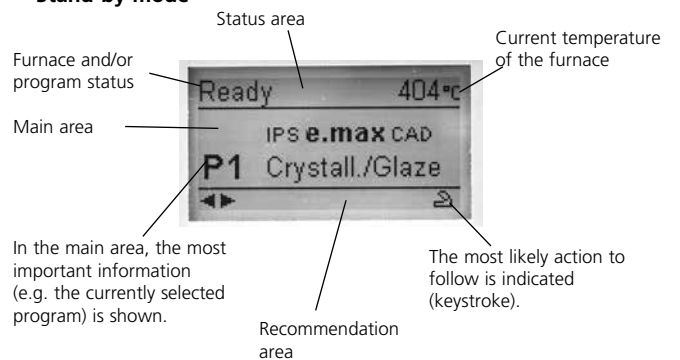 Stand-by mode
Status area
Current temperature
of the furnace
Furnace and/or
program status
Ready 404°C
Main area
IPS e.max CAD
P1 Crystall./Glaze
In the main area, the most
important information
(e.g. the currently selected
program) is shown.
The most likely action to
follow is indicated
(keystroke).
Recommendation
area